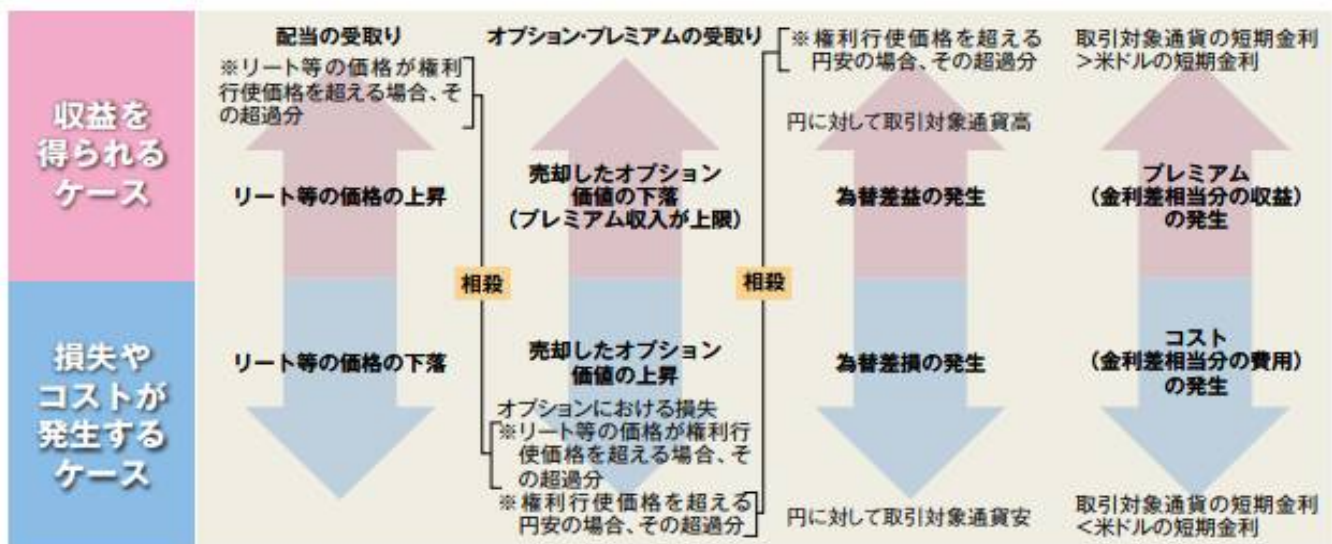 収益を
得られる
ケース
配当の受取り
※リート等の価格が権利
行使価格を超える場合、そ
の超過分
リート等の価格の上昇
オプション・プレミアムの受取り
売却したオプション
価値の下落
(プレミアム収入が上限)
※権利行使価格を超える
円安の場合、その超過分
円に対して取引対象通貨高
為替差益の発生
取引対象通貨の短期金利
>米ドルの短期金利
プレミアム
(金利差相当分の収益)
の発生
相殺
相殺
損失や
コストが
発生する
ケース
リート等の価格の下落
売却したオプション
価値の上昇
オプションにおける損失
※リート等の価格が権利行
使価格を超える場合、そ
の超過分
※権利行使価格を超える
円安の場合、その超過分
為替差損の発生
円に対して取引対象通貨安
コスト
(金利差相当分の費用)
の発生
取引対象通貨の短期金利
<米ドルの短期金利